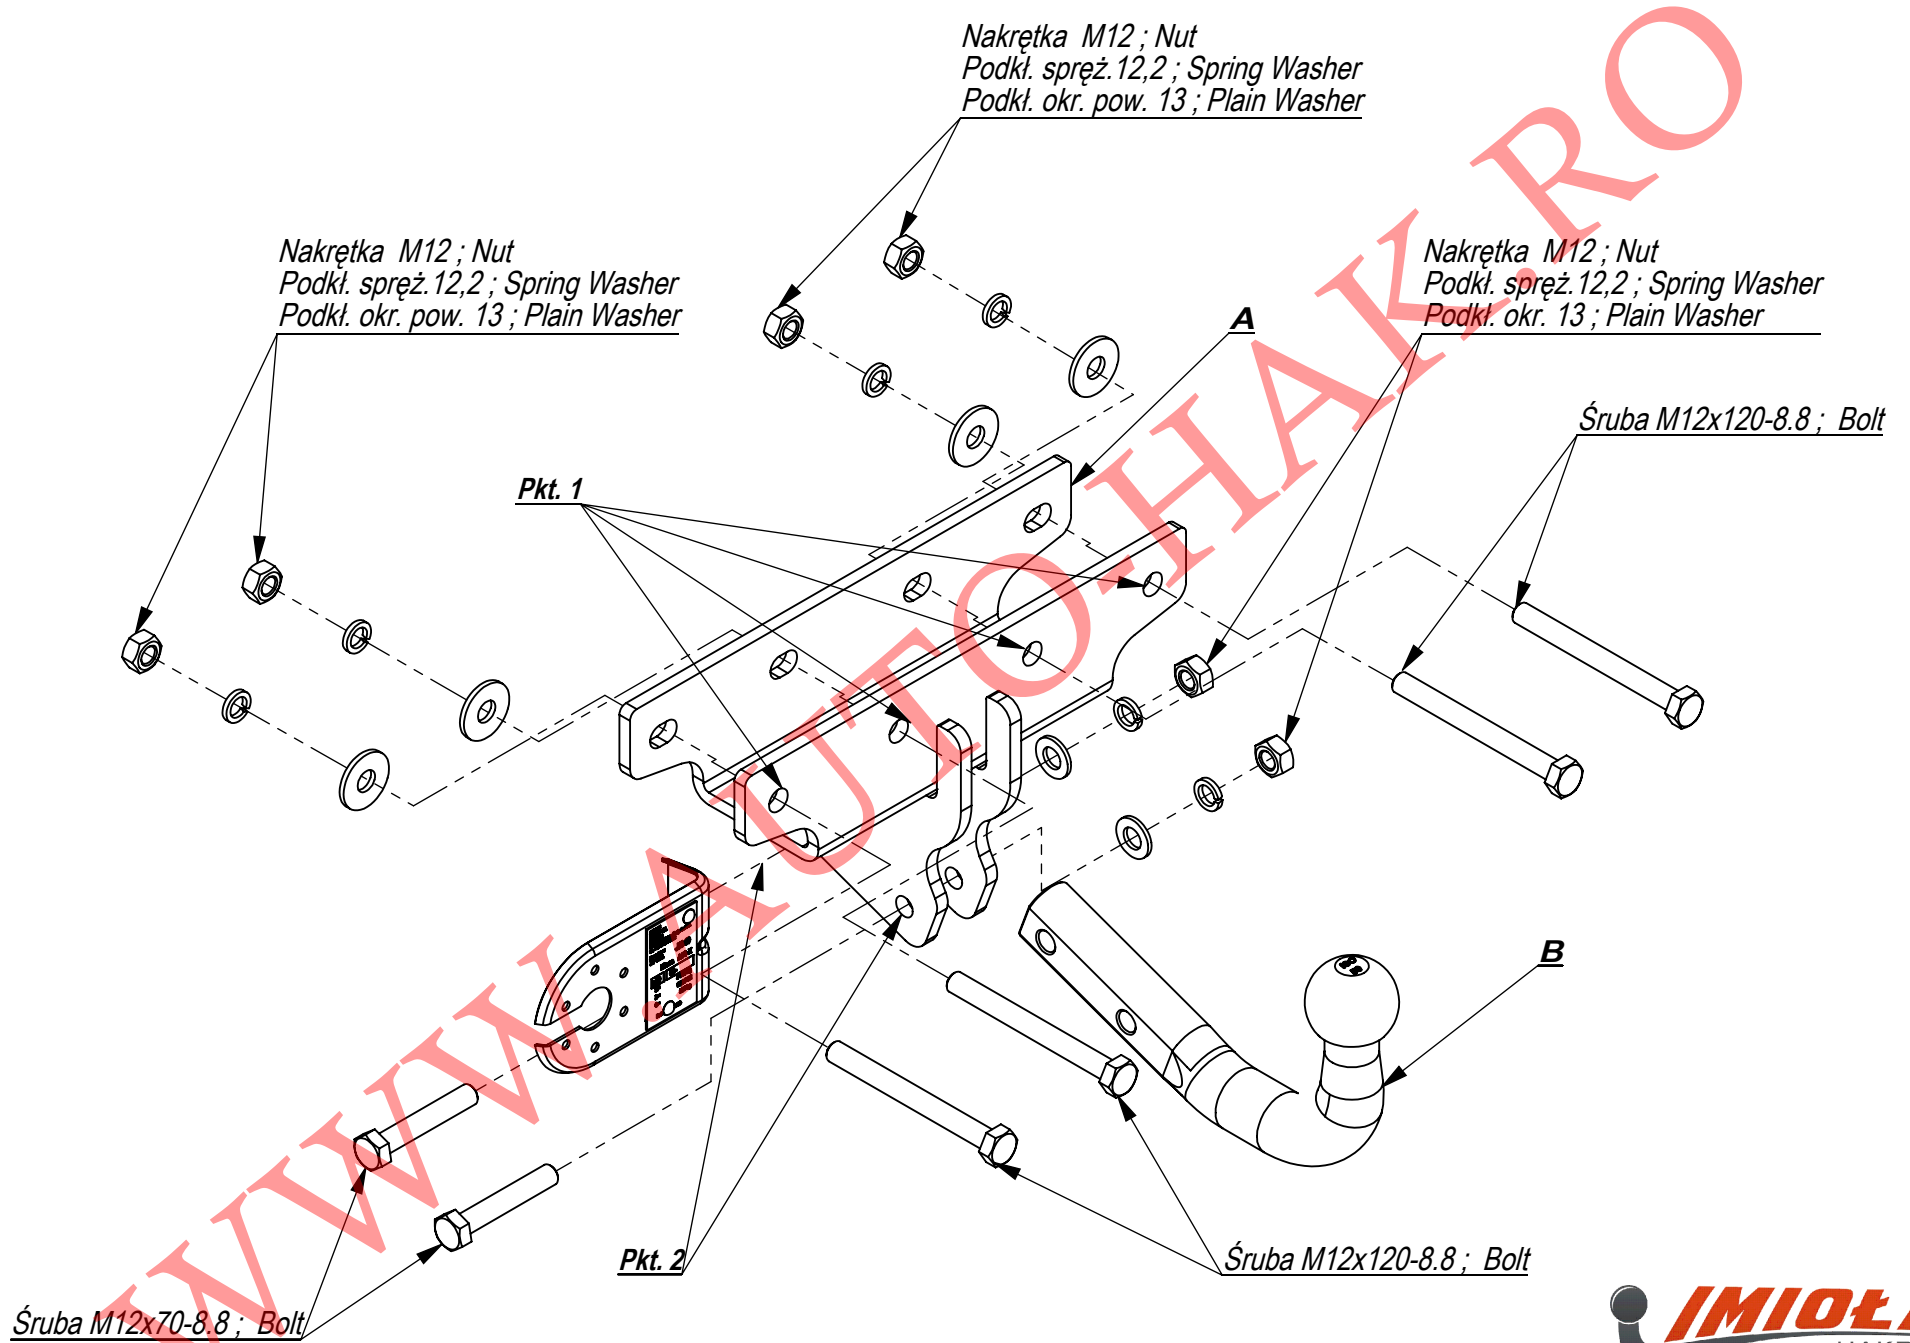 Nakrętka M12 ; Nut
Podkł. spręż.12,2 ; Spring Washer
Podkł. okr. pow. 13 ; Plain Washer
Nakrętka M12 ; Nut
Podkł. spręż.12,2 ; Spring Washer
Podkł. okr. pow. 13 ; Plain Washer
Nakrętka M12 ; Nut
Podkł. spręż.12,2 ; Spring Washer
Podkł. okr. 13 ; Plain Washer
A
Śruba M12x120-8.8 ; Bolt
Pkt. 1
B
Pkt. 2
Śruba M12x120-8.8 ; Bolt
Śruba M12x70-8.8 ; Bolt
WWW.AUTO-HAK.RO